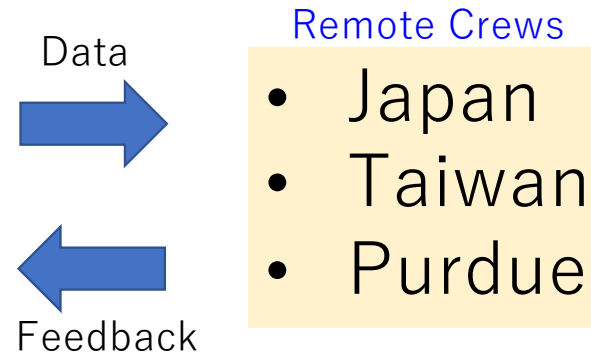 Remote Crews
Data
• Japan
• Taiwan
• Purdue
Feedback